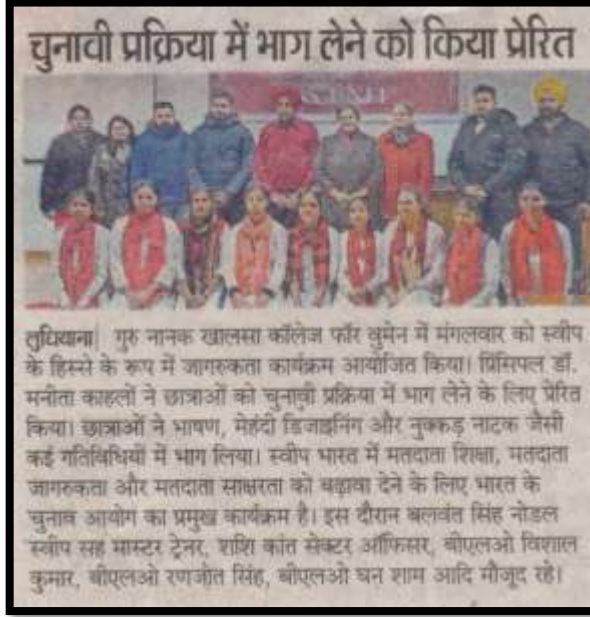 चुनावी प्रक्रिया में भाग लेने को किया प्रेरित
लुधियाना| गुरु नानक खालसा कॉलेज फॉर वुमेन में मंगलवार को स्वीप
के हिस्से के रूप में जागरुकता कार्यक्रम आयोजित किया। प्रिंसिपल डॉ.
मनीता काहलों ने छात्राओं को चुनावी प्रक्रिया में भाग लेने के लिए प्रेरित
किया। छात्राओं ने भाषण, मेहंदी डिजाइनिंग और नुक्कड़ नाटक जैसी
कई गतिविधियों में भाग लिया। स्वीप भारत में मतदाता शिक्षा, मतदाता
जागरुकता और मतदाता साक्षरता को बढ़ावा देने के लिए भारत के
चुनाव आयोग का प्रमुख कार्यक्रम है। इस दौरान बलवंत सिंह नोडल
स्वीप सह मास्टर ट्रेनर, शशि कांत सेक्टर ऑफिसर, बीएलओ विशाल
कुमार, बीएलओ रणजोत सिंह, बीएलओ घन शाम आदि मौजूद रहे।